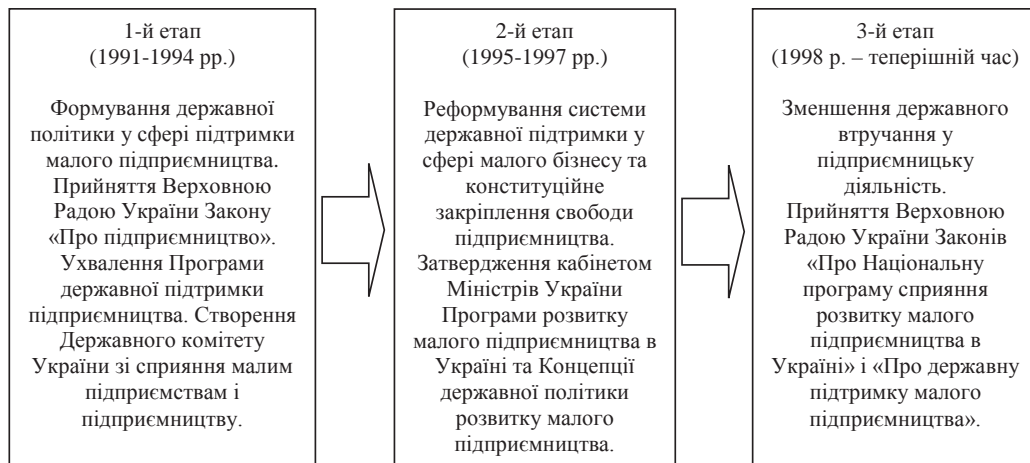 1-й етап
(1991-1994 рр.)
Формування державної
політики у сфері підтримки
малого підприємництва.
Прийняття Верховною
Радою України Закону
«Про підприємництво».
Ухвалення Програми
державної підтримки
підприємництва. Створення
Державного комітету
України зі сприяння малим
підприємствам і
підприємництву.
2-й етап
(1995-1997 рр.)
Реформування системи
державної підтримки у
сфері малого бізнесу та
конституційне
закріплення свободи
підприємництва.
Затвердження кабінетом
Міністрів України
Програми розвитку
малого підприємництва в
Україні та Концепції
державної політики
розвитку малого
підприємництва.
3-й етап
(1998 р. – теперішній час)
Зменшення державного
втручання у
підприємницьку
діяльність.
Прийняття Верховною
Радою України Законів
«Про Національну
програму сприяння
розвитку малого
підприємництва в
Україні» і «Про державну
підтримку малого
підприємництва».